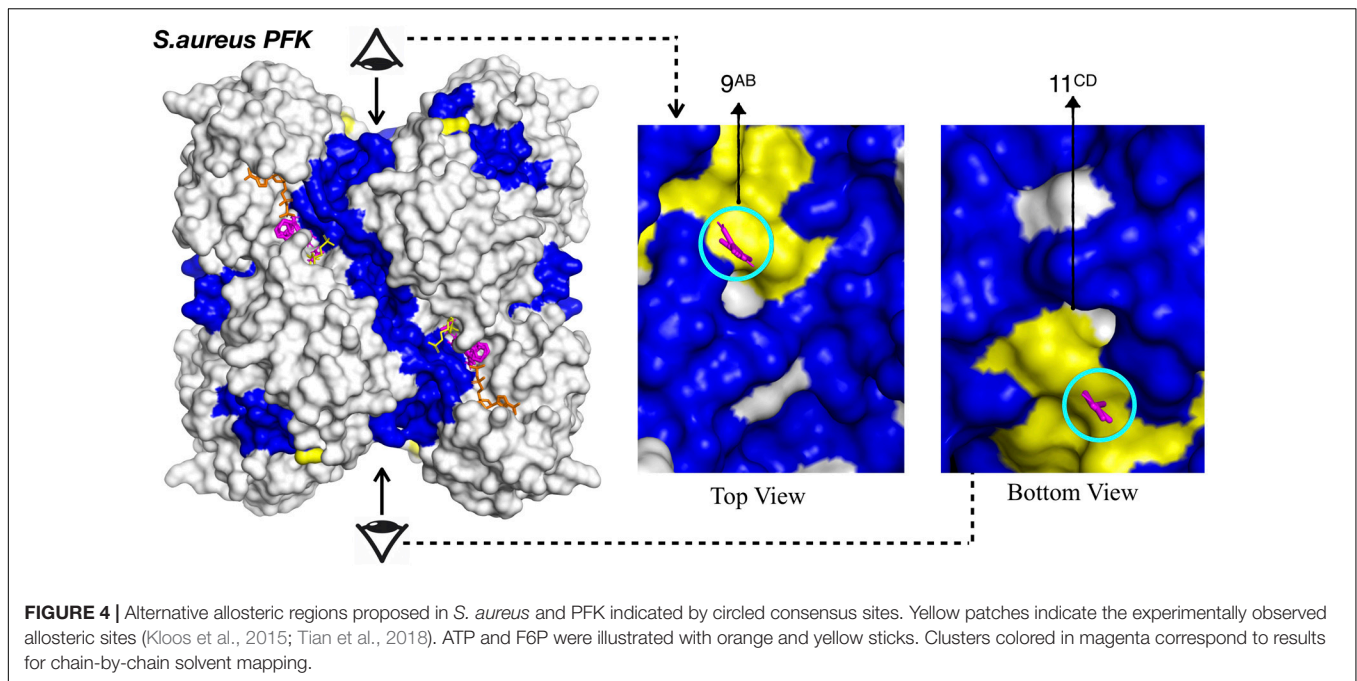 S.aureus PFK
9AB
11CD
Top View
Bottom View
FIGURE 4 | Alternative allosteric regions proposed in S. aureus and PFK indicated by circled consensus sites. Yellow patches indicate the experimentally observed
allosteric sites (Kloos et al., 2015; Tian et al., 2018). ATP and F6P were illustrated with orange and yellow sticks. Clusters colored in magenta correspond to results
for chain-by-chain solvent mapping.